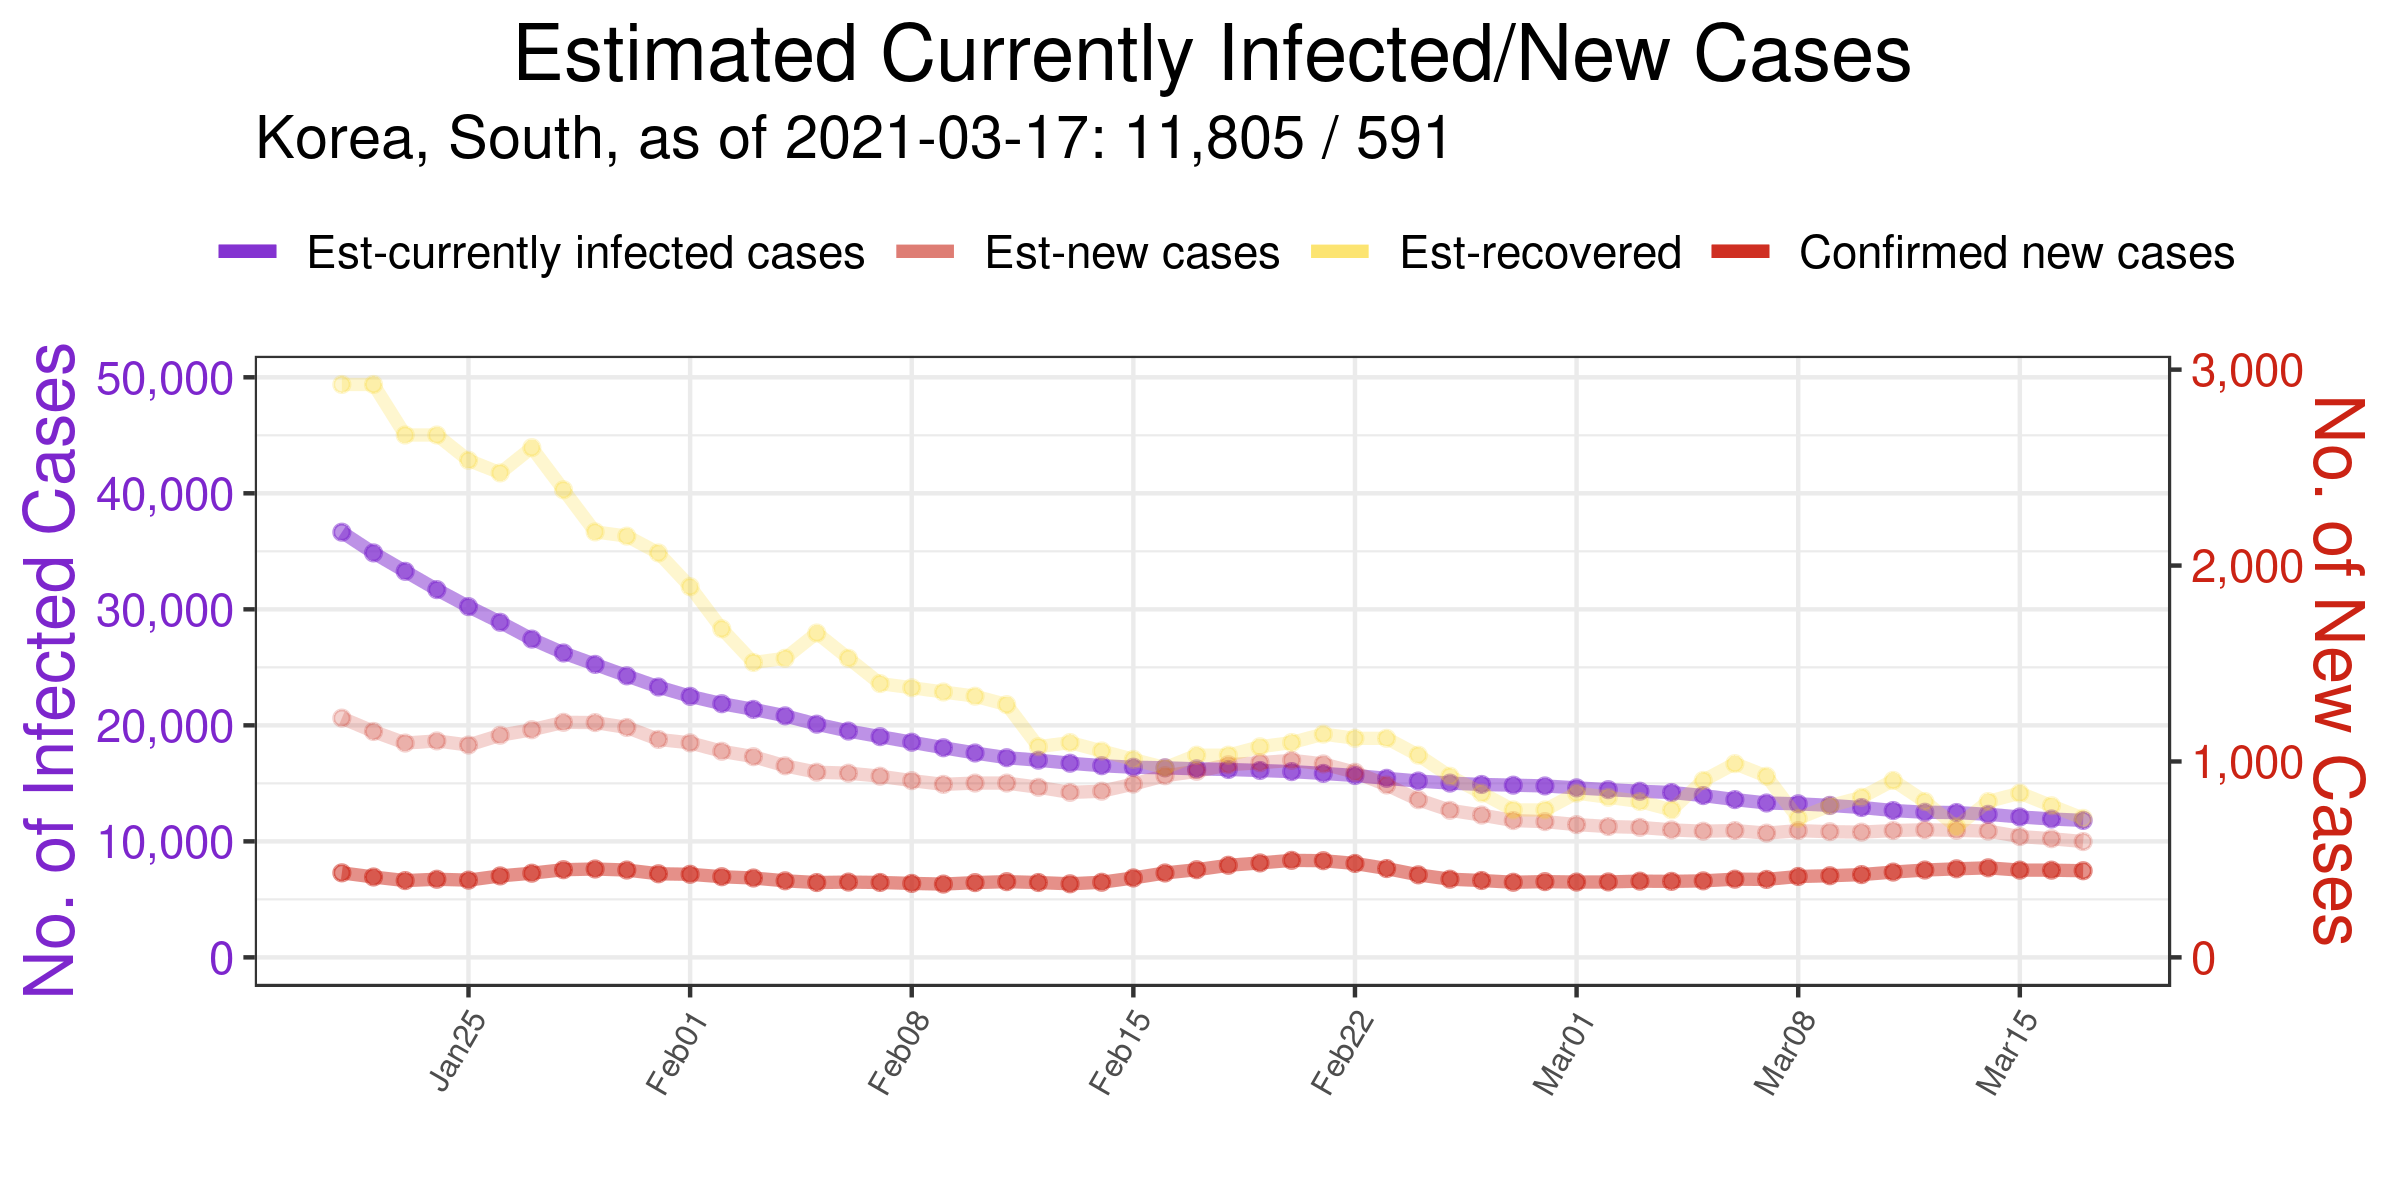 Estimated Currently Infected/New Cases
Korea, South, as of 2021-03-17: 11,805 / 591
Est-currently infected cases Est-new cases Est-recovered Confirmed new cases
No. of Infected Cases
50,000
40,000
30,000
20,000
10,000
0
3,000
2,000
1,000
0
No. of New Cases
Jan25 Feb01 Feb08 Feb15 Feb22 Mar01 Mar08 Mar15